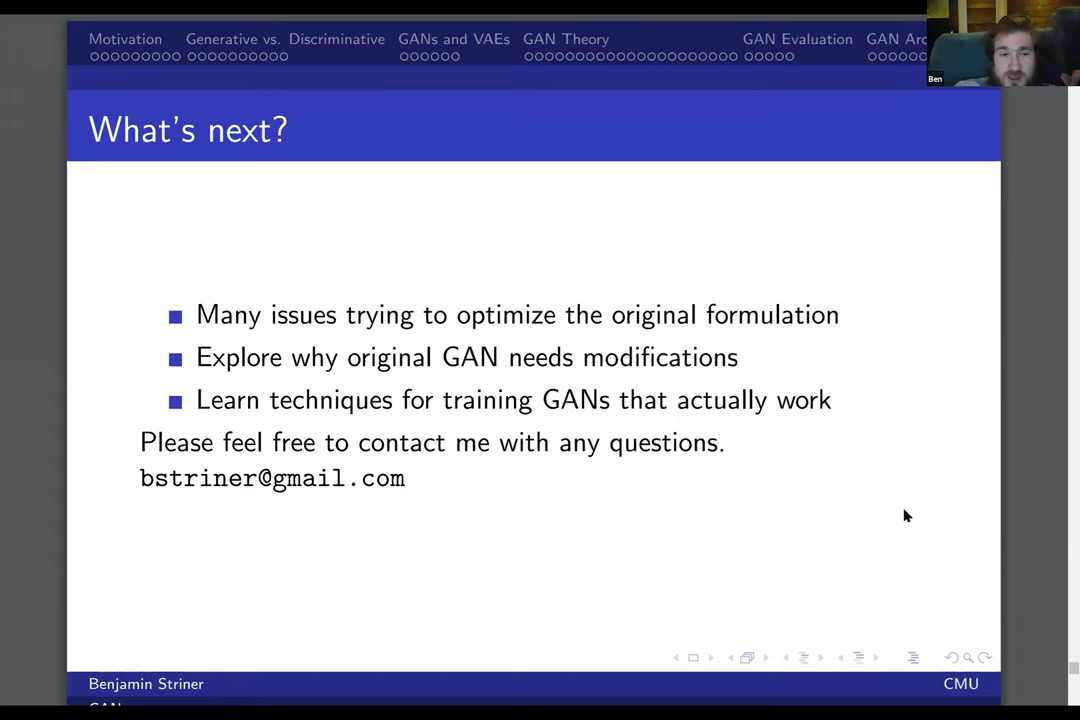 Motivation Generative vs. Discriminative GANs and VAEs GAN Theory GAN Evaluation GAN
Ben
What's next?
Many issues trying to optimize the original formulation
Explore why original GAN needs modifications
Learn techniques for training GANs that actually work
Please feel free to contact me with any questions.
bstriner@gmail.com
Benjamin Striner CMU